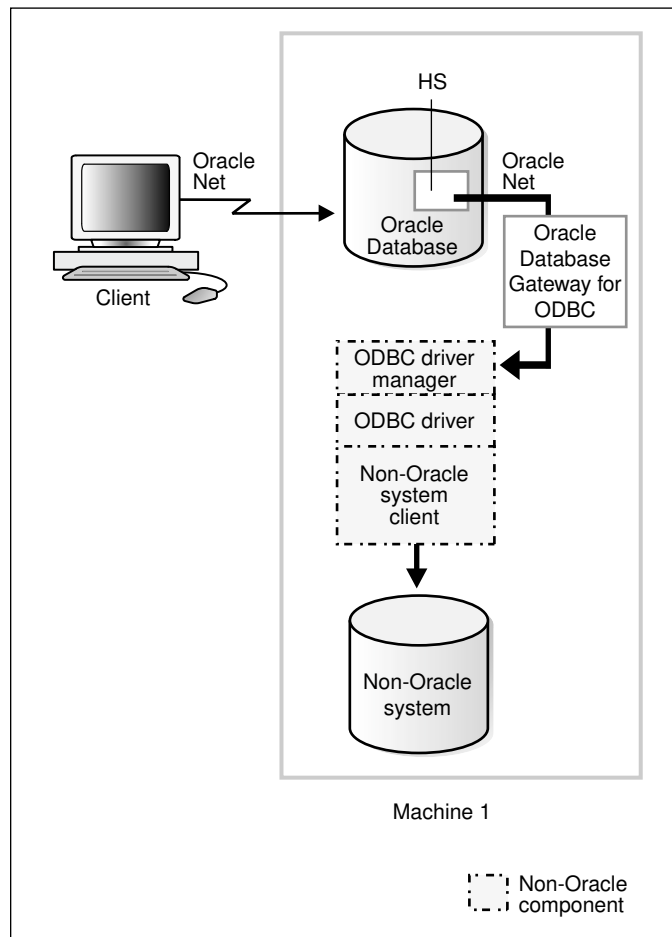 HS
Oracle
Net
Oracle
Net
Oracle
Database
Client
Oracle
Database
Gateway for
ODBC
ODBC driver
manager
ODBC driver
Non-Oracle
system
client
Non-Oracle
system
Machine 1
Non-Oracle
component